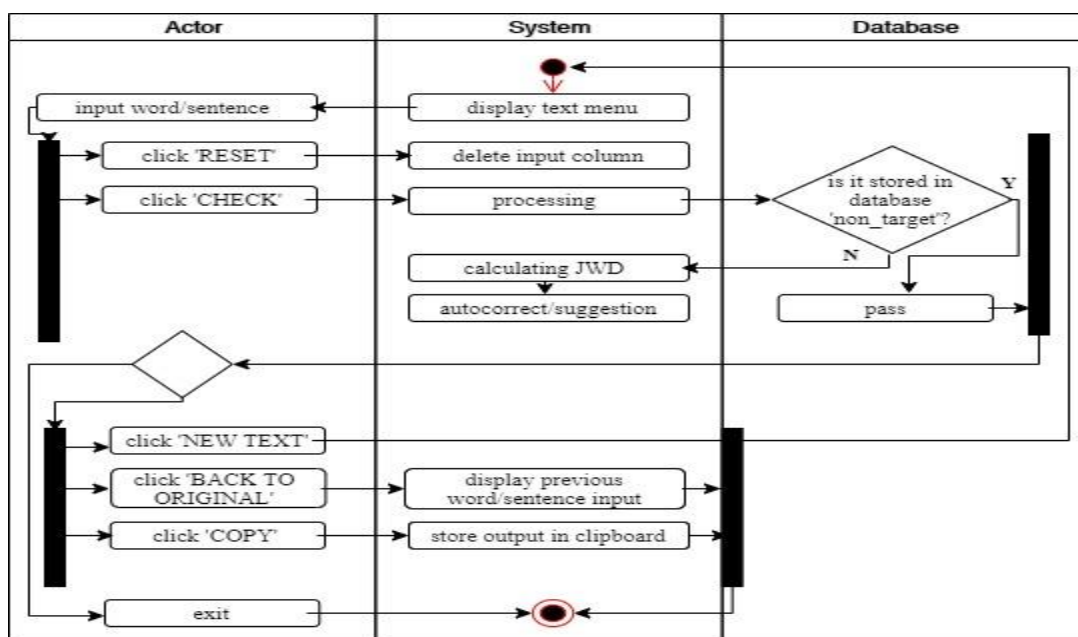 Actor
System
Database
input word/sentence
display text menu
click 'RESET'
delete input column
click 'CHECK'
processing
is it stored in
database
'non_target'?
Y
N
calculating JWD
autocorrect/suggestion
pass
click 'NEW TEXT'
click 'BACK TO
ORIGINAL'
display previous
word/sentence input
click 'COPY'
store output in clipboard
exit